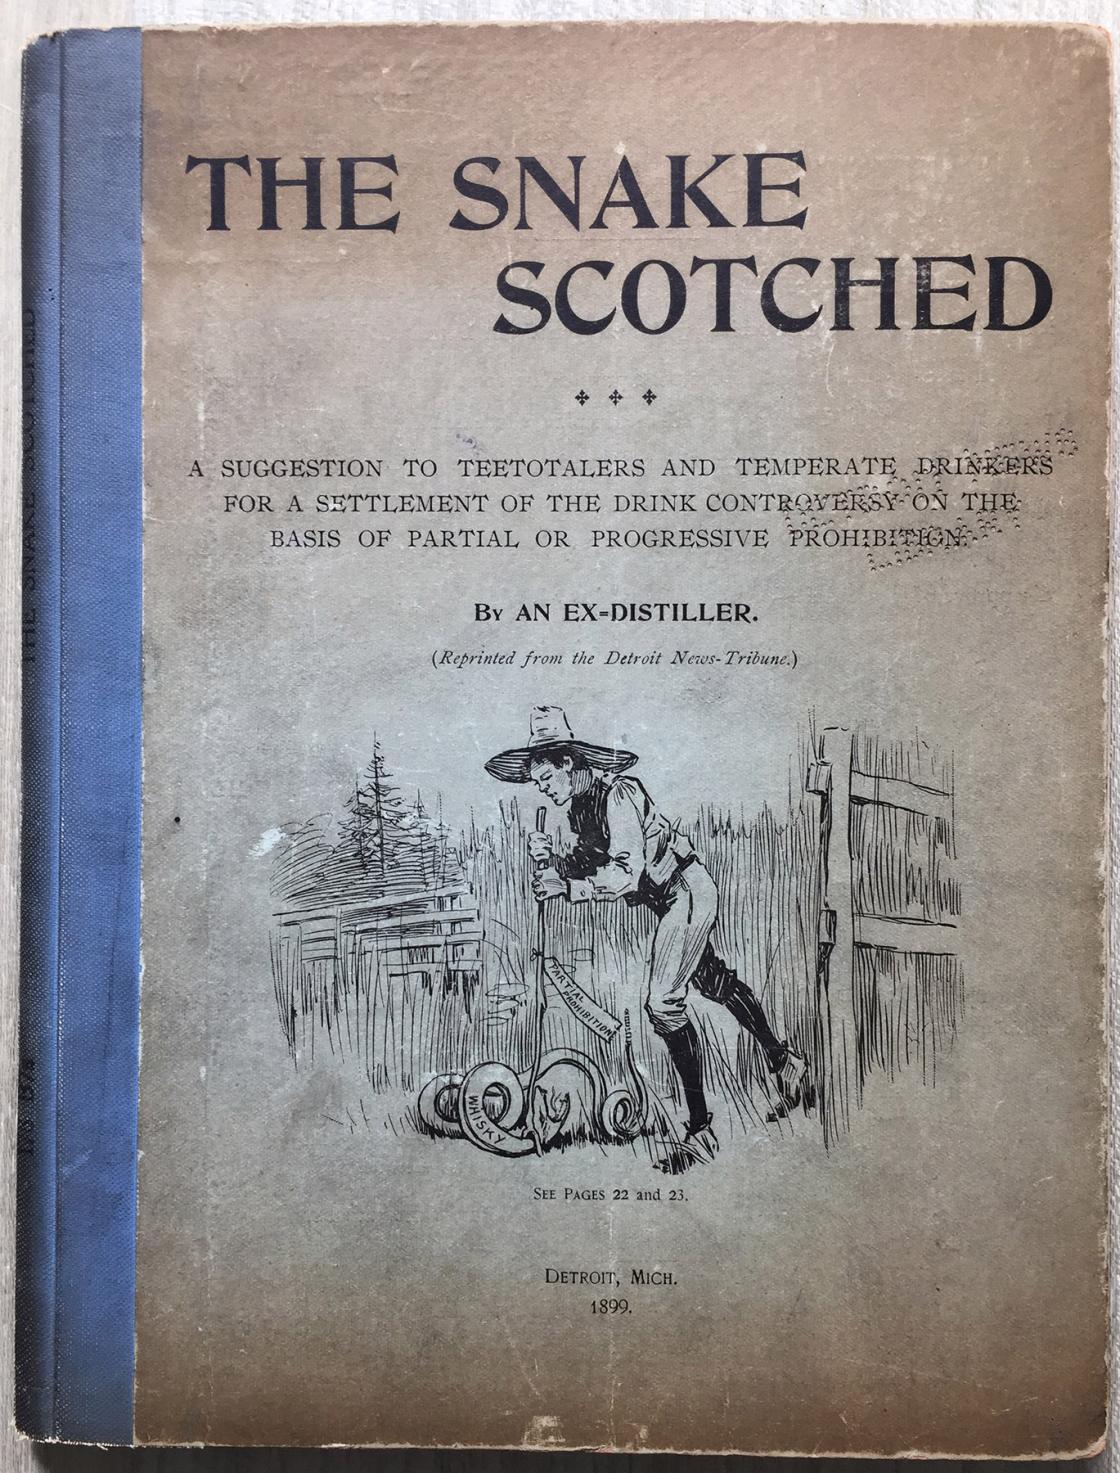 THE SNAKE
SCOTCHED
A SUGGESTION TO TEETOTALERS AND TEMPERATE DRINKERS
FOR A SETTLEMENT OF THE DRINK CONTROVERSY ON THE
BASIS OF PARTIAL OR PROGRESSIVE PROHIBITION.
By AN EX=DISTILLER.
(Reprinted from the Detroit News-Tribune.)
PARTIAL
PROHIBITION
WHISKY
SEE PAGES 22 and 23.
DETROIT, MICH.
1899.
THE SNAKE SCOTCHED